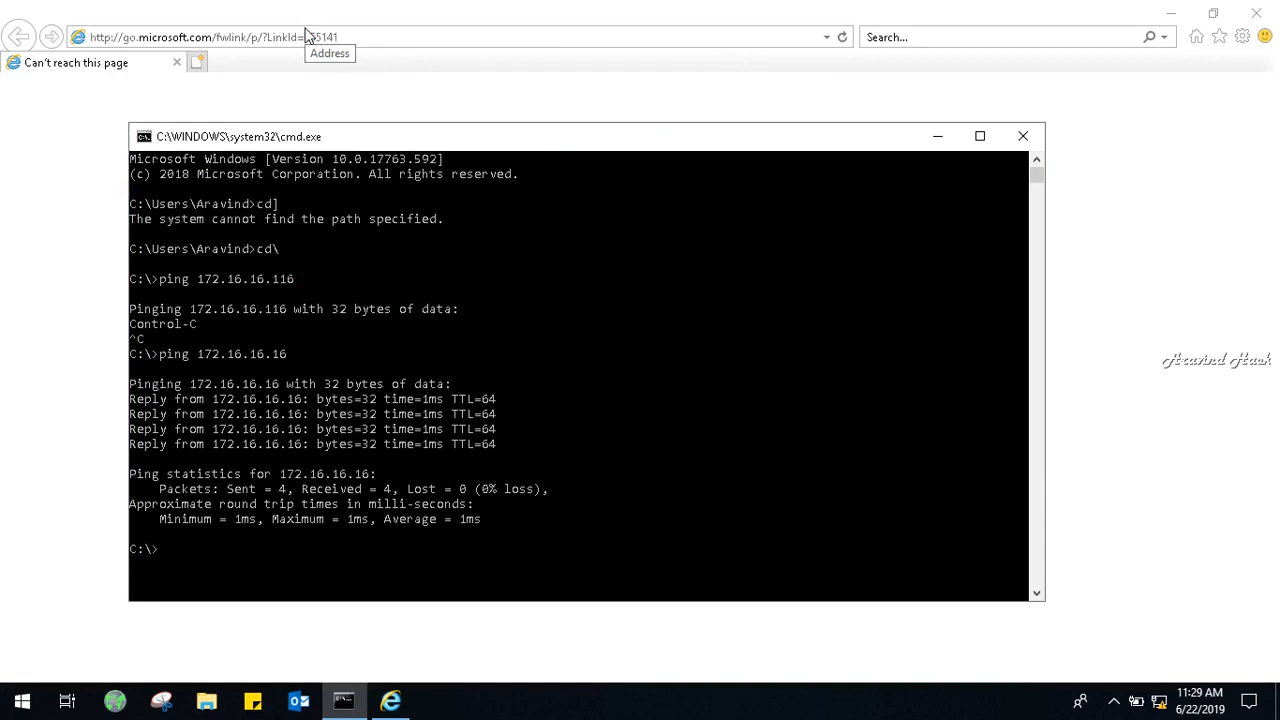 http://go.microsoft.com/fwlink/p/?LinkId=
5141
Search...
Address
Can't reach this page
C:\WINDOWS\system32\cmd.exe
Microsoft Windows [Version 10.0.17763.592]
(c) 2018 Microsoft Corporation. All rights reserved.
C:\Users\Aravind>cd]
The system cannot find the path specified.
C:\Users\Aravind>cd\
C:\>ping 172.16.16.116
Pinging 172.16.16.116 with 32 bytes of data:
Control-C
^C
C:\>ping 172.16.16.16
Pinging 172.16.16.16 with 32 bytes of data:
Reply from 172.16.16.16: bytes=32 time=1ms TTL=64
Reply from 172.16.16.16: bytes=32 time=1ms TTL=64
Reply from 172.16.16.16: bytes=32 time=1ms TTL=64
Reply from 172.16.16.16: bytes=32 time=1ms TTL=64
Ping statistics for 172.16.16.16:
Packets: Sent = 4, Received = 4, Lost = 0 (0% loss),
Approximate round trip times in milli-seconds:
Minimum = 1ms, Maximum = 1ms, Average = 1ms
C:\>
Aravind Hask
11:29 AM
6/22/2019